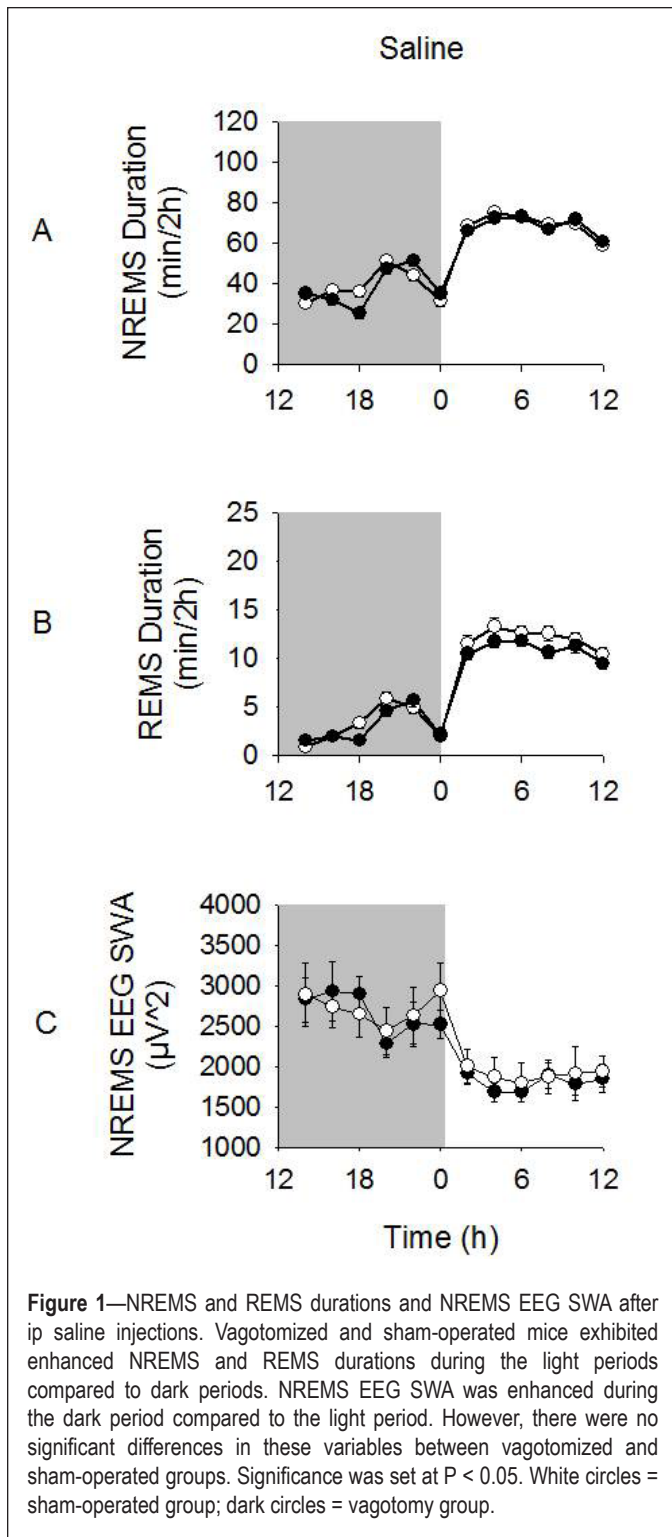 Saline
A
NREMS Duration
(min/2h)
120
100
80
60
40
20
0
12 18 0 6 12
B
REMS Duration
(min/2h)
25
20
15
10
5
0
12 18 0 6 12
C
NREMS EEG SWA
(µV^2)
4000
3500
3000
2500
2000
1500
1000
12 18 0 6 12
Time (h)
Figure 1—NREMS and REMS durations and NREMS EEG SWA after
ip saline injections. Vagotomized and sham-operated mice exhibited
enhanced NREMS and REMS durations during the light periods
compared to dark periods. NREMS EEG SWA was enhanced during
the dark period compared to the light period. However, there were no
significant differences in these variables between vagotomized and
sham-operated groups. Significance was set at P < 0.05. White circles =
sham-operated group; dark circles = vagotomy group.